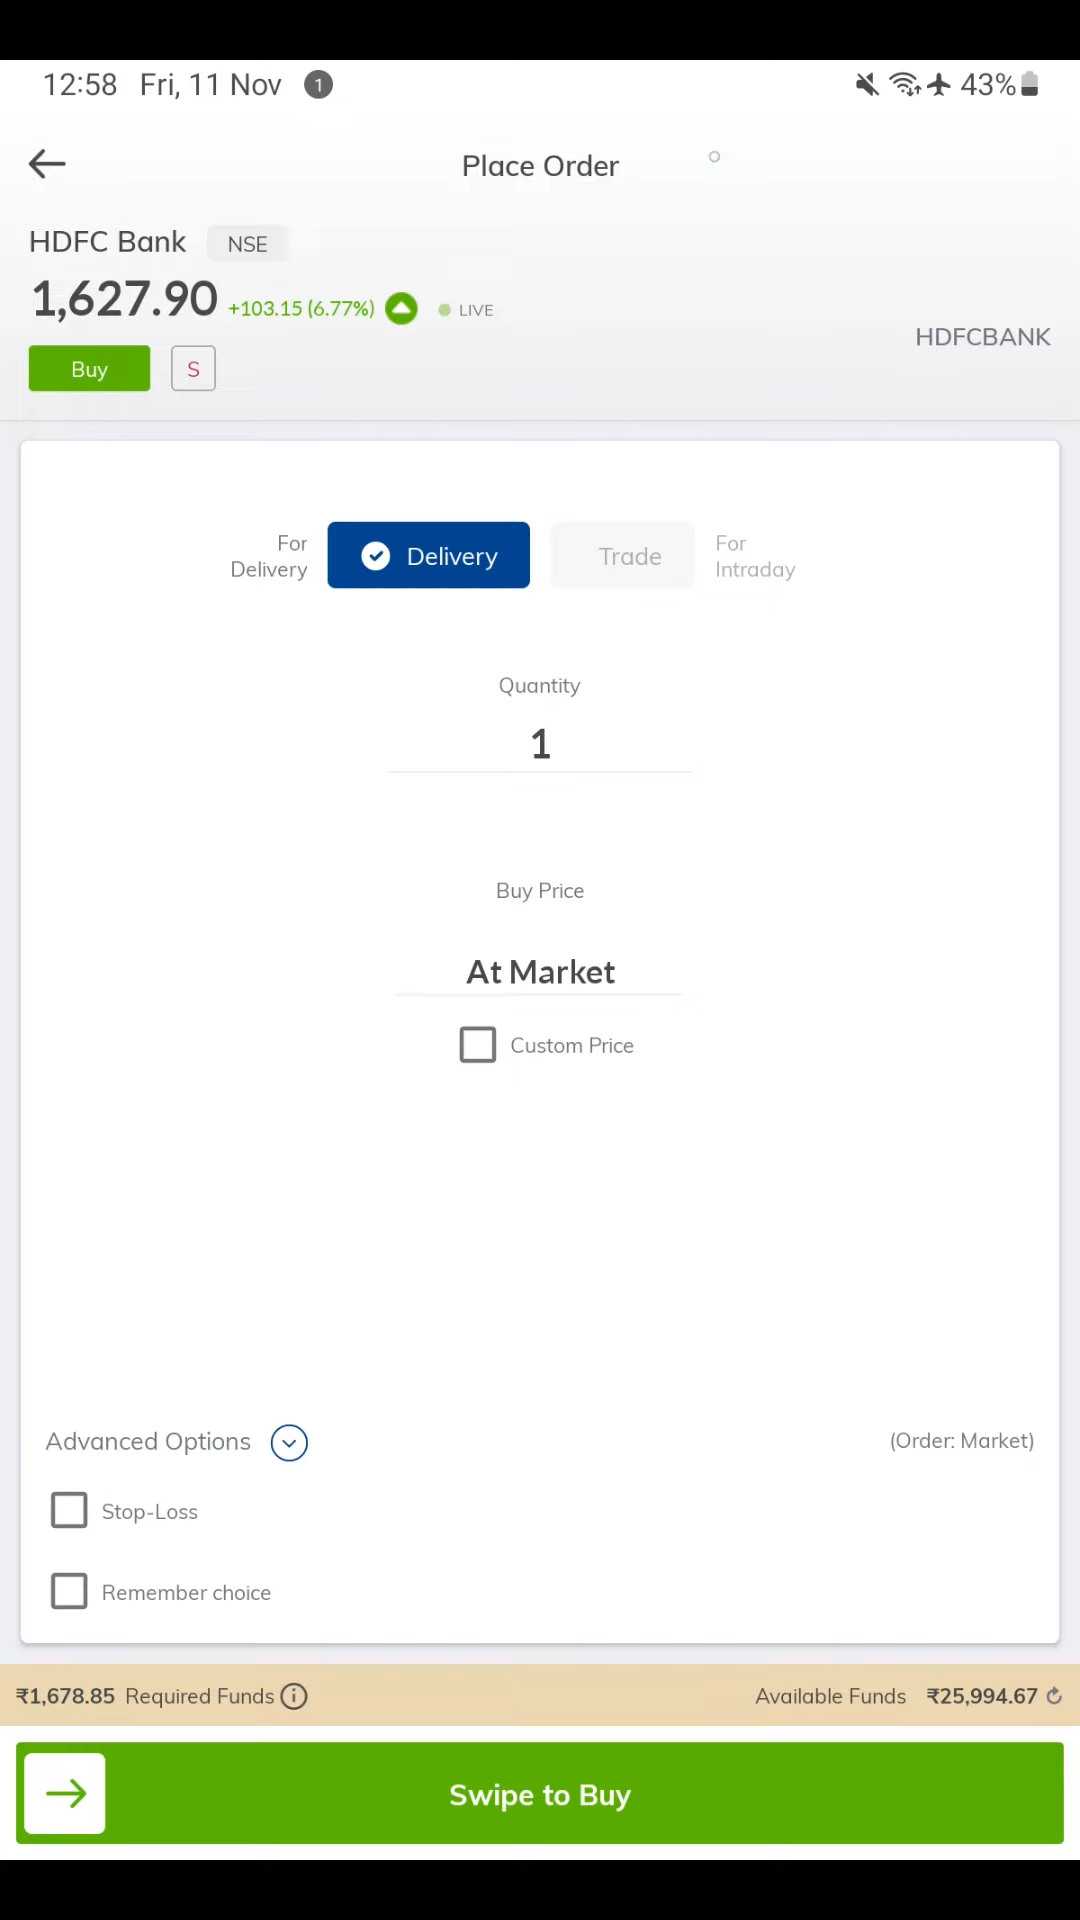 12:58 Fri, 11 Nov 1 43%
Place Order
HDFC Bank NSE
1,627.90 +103.15 (6.77%) LIVE
HDFCBANK
Buy S
For Delivery Delivery Trade For Intraday
Quantity
1
Buy Price
At Market
Custom Price
Advanced Options (Order: Market)
Stop-Loss
Remember choice
₹1,678.85 Required Funds Available Funds ₹25,994.67
Swipe to Buy